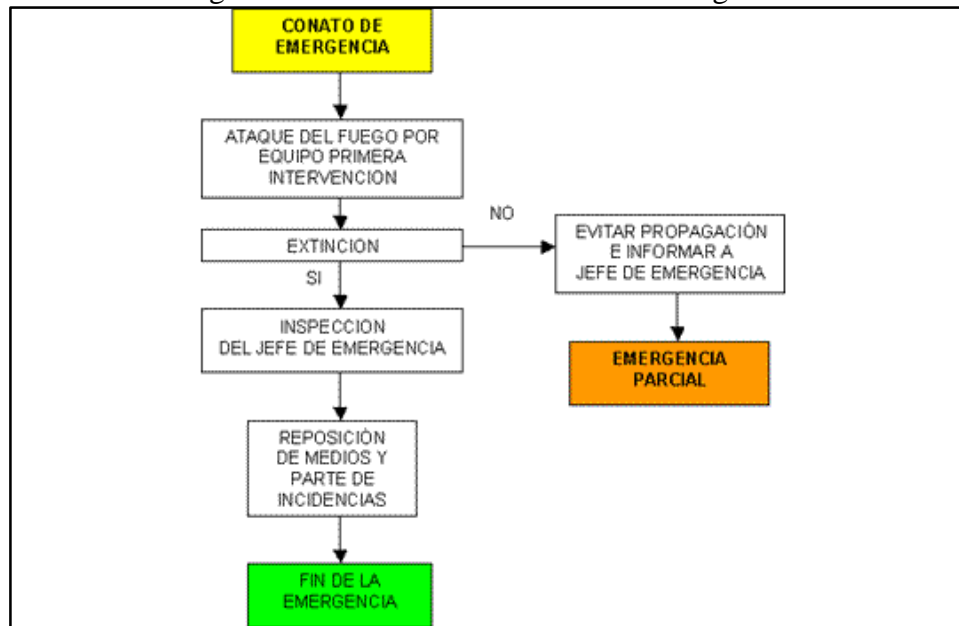 CONATO DE
EMERGENCIA
ATAQUE DEL FUEGO POR
EQUIPO PRIMERA
INTERVENCION
EXTINCION
NO
EVITAR PROPAGACIÓN
E INFORMAR A
JEFE DE EMERGENCIA
SI
INSPECCION
DEL JEFE DE EMERGENCIA
EMERGENCIA
PARCIAL
REPOSICIÓN
DE MEDIOS Y
PARTE DE
INCIDENCIAS
FIN DE LA
EMERGENCIA